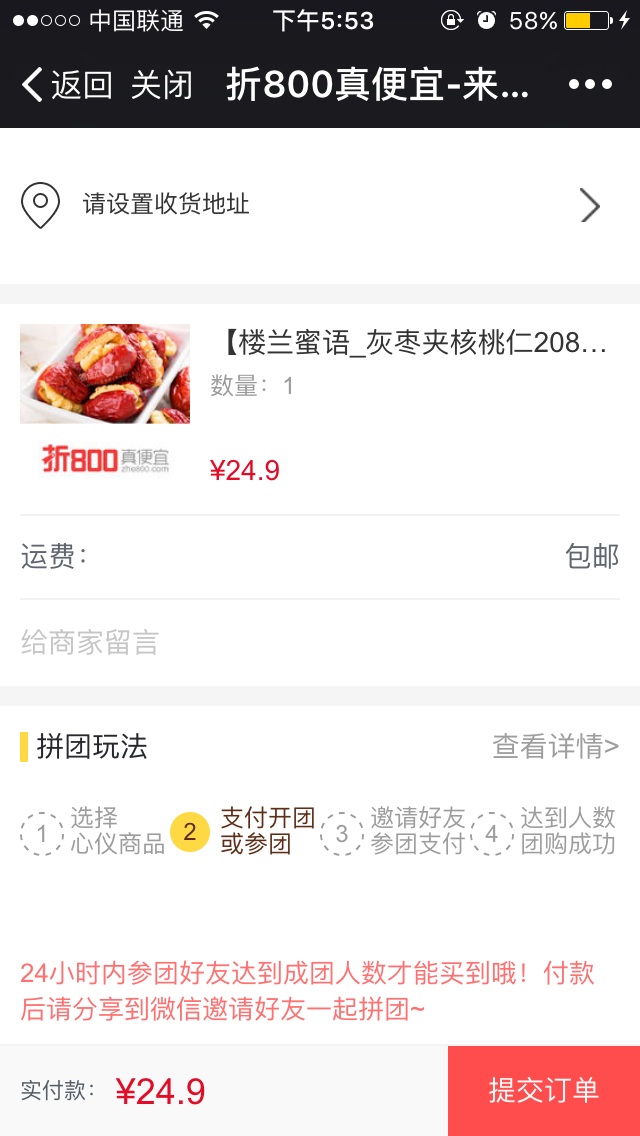 中国联通 下午5:53 58%
返回 关闭 折800真便宜-来...
请设置收货地址
【楼兰蜜语_灰枣夹核桃仁208...
数量：1
折800真便宜
zhe800.com
¥24.9
运费： 包邮
给商家留言
拼团玩法 查看详情>
1 选择
心仪商品
2 支付开团
或参团
3 邀请好友
参团支付
4 达到人数
团购成功
24小时内参团好友达到成团人数才能买到哦！付款
后请分享到微信邀请好友一起拼团~
实付款： ¥24.9 提交订单